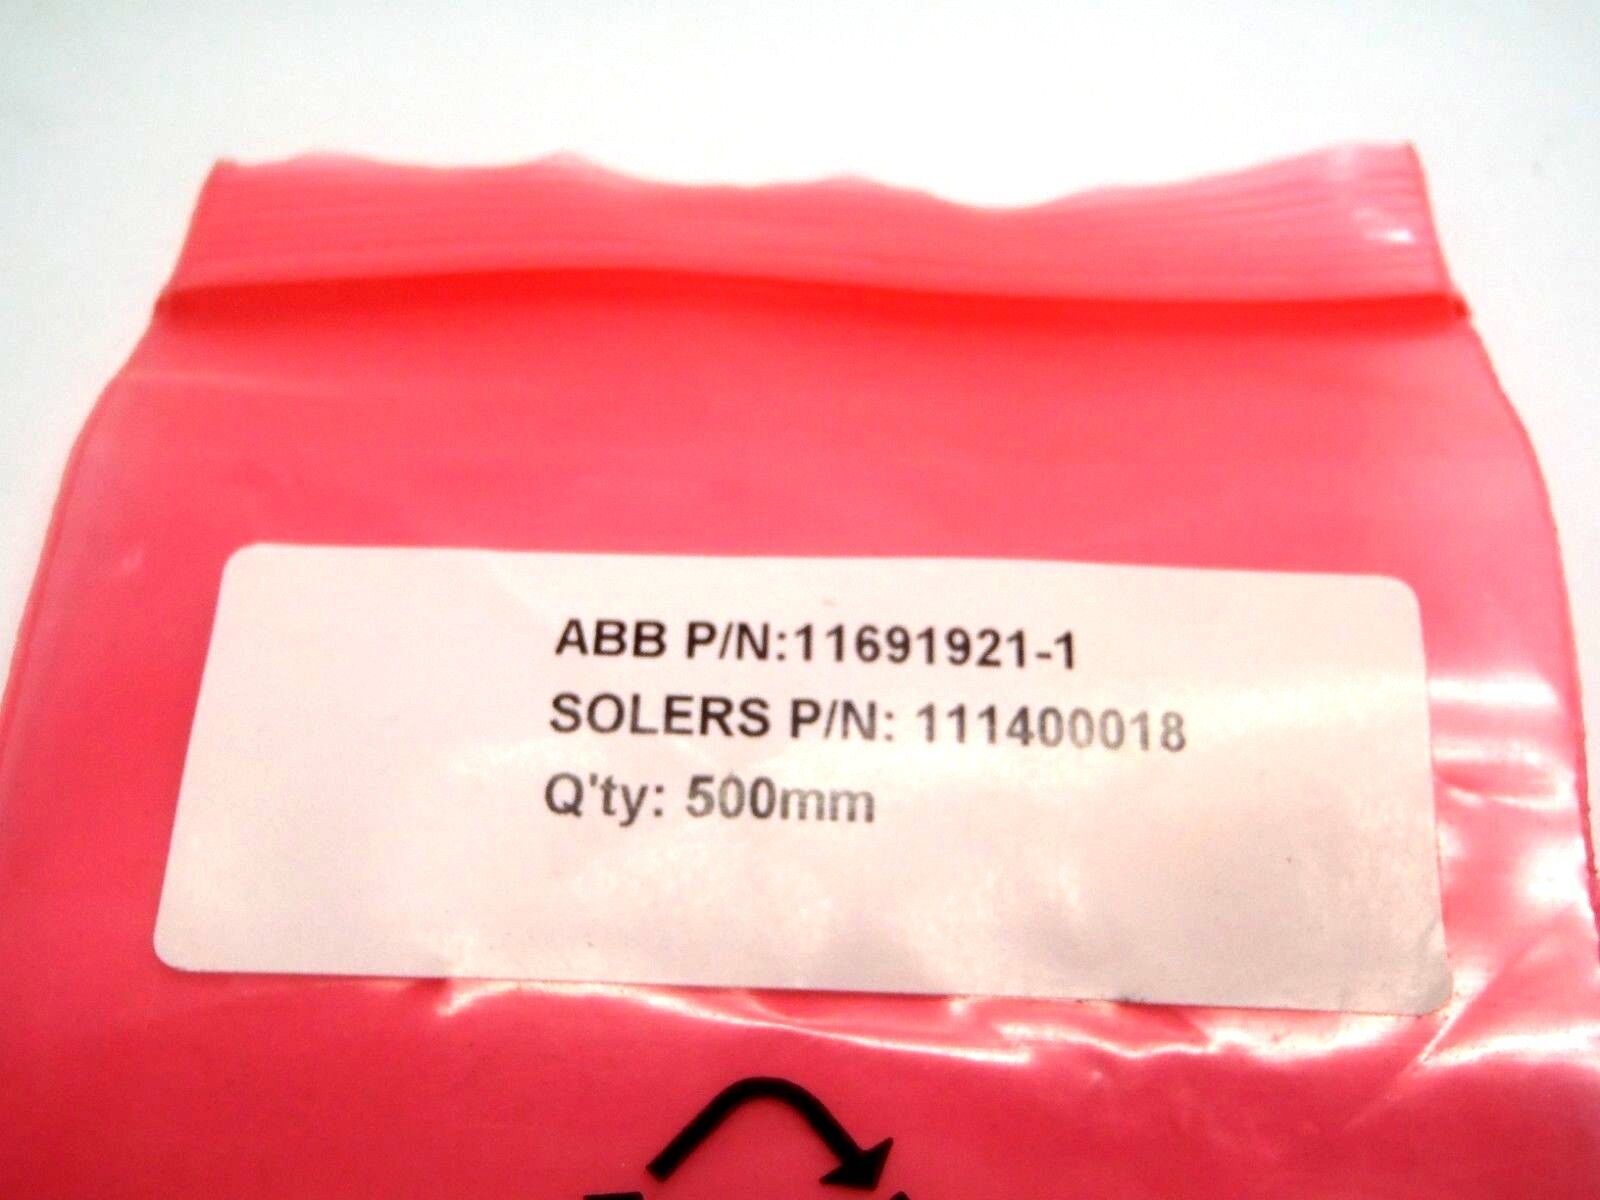 ABB P/N:11691921-1
SOLERS P/N: 111400018
Q'ty: 500mm